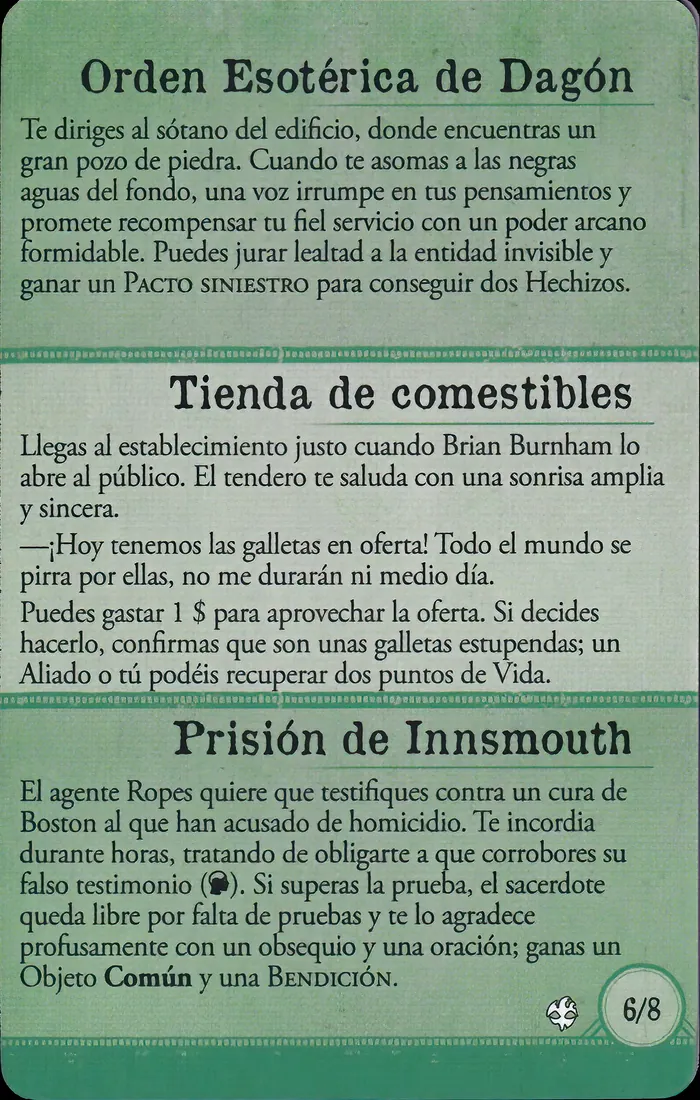 Orden Esotérica de Dagón
Te diriges al sótano del edificio, donde encuentras un
gran pozo de piedra. Cuando te asomas a las negras
aguas del fondo, una voz irrumpe en tus pensamientos y
promete recompensar tu fiel servicio con un poder arcano
formidable. Puedes jurar lealtad a la entidad invisible y
ganar un PACTO SINIESTRO para conseguir dos Hechizos.
Tienda de comestibles
Llegas al establecimiento justo cuando Brian Burnham lo
abre al público. El tendero te saluda con una sonrisa amplia
y sincera.
—¡Hoy tenemos las galletas en oferta! Todo el mundo se
pirra por ellas, no me durarán ni medio día.
Puedes gastar 1 $ para aprovechar la oferta. Si decides
hacerlo, confirmas que son unas galletas estupendas; un
Aliado o tú podéis recuperar dos puntos de Vida.
Prisión de Innsmouth
El agente Ropes quiere que testifiques contra un cura de
Boston al que han acusado de homicidio. Te incordia
durante horas, tratando de obligarte a que corrobores su
falso testimonio (). Si superas la prueba, el sacerdote
queda libre por falta de pruebas y te lo agradece
profusamente con un obsequio y una oración; ganas un
Objeto Común y una BENDICIÓN.
6/8